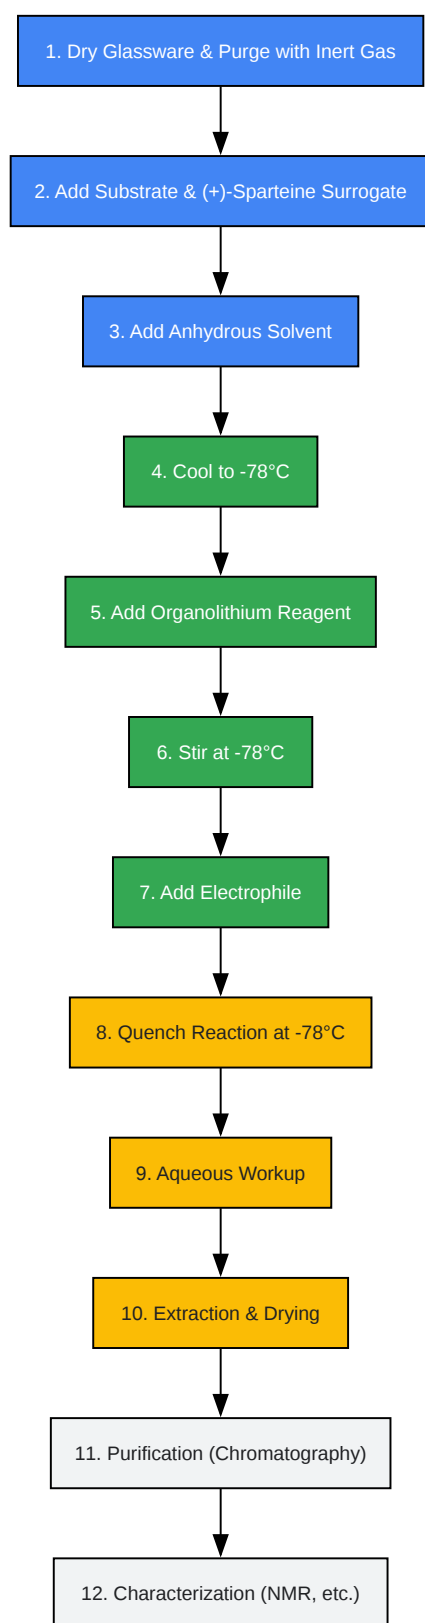 1. Dry Glassware & Purge with Inert Gas
2. Add Substrate & (+)-Sparteine Surrogate
3. Add Anhydrous Solvent
4. Cool to -78°C
5. Add Organolithium Reagent
6. Stir at -78°C
7. Add Electrophile
8. Quench Reaction at -78°C
9. Aqueous Workup
10. Extraction & Drying
11. Purification (Chromatography)
12. Characterization (NMR, etc.)